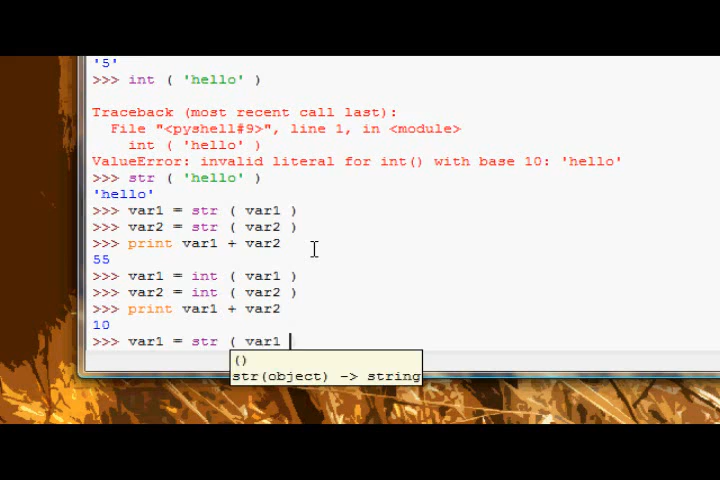 '5'
>>> int ( 'hello' )
Traceback (most recent call last):
  File "<pyshell#9>", line 1, in <module>
    int ( 'hello' )
ValueError: invalid literal for int() with base 10: 'hello'
>>> str ( 'hello' )
'hello'
>>> var1 = str ( var1 )
>>> var2 = str ( var2 )
>>> print var1 + var2
55
>>> var1 = int ( var1 )
>>> var2 = int ( var2 )
>>> print var1 + var2
10
>>> var1 = str ( var1
()
str(object) -> string